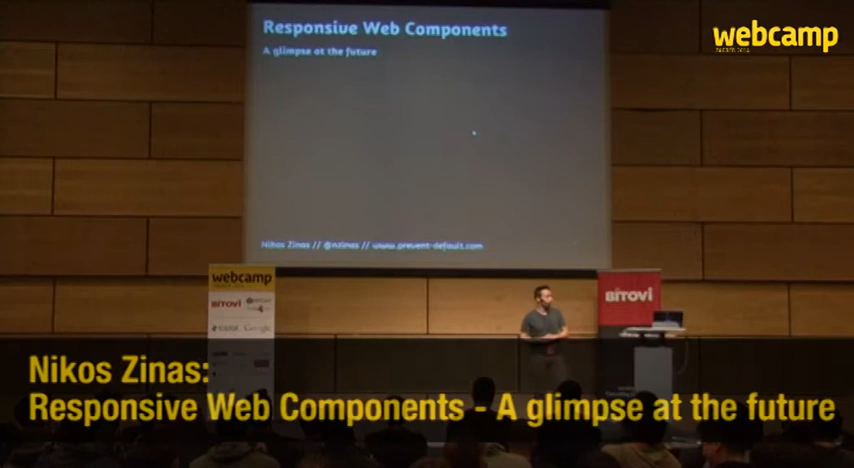 Responsive Web Components
A glimpse at the future
webcamp
Nikos Zinas // @nzinas // www.prevent-default.com
webcamp
BITOVI
BITOVI
Google
Nikos Zinas:
Responsive Web Components - A glimpse at the future